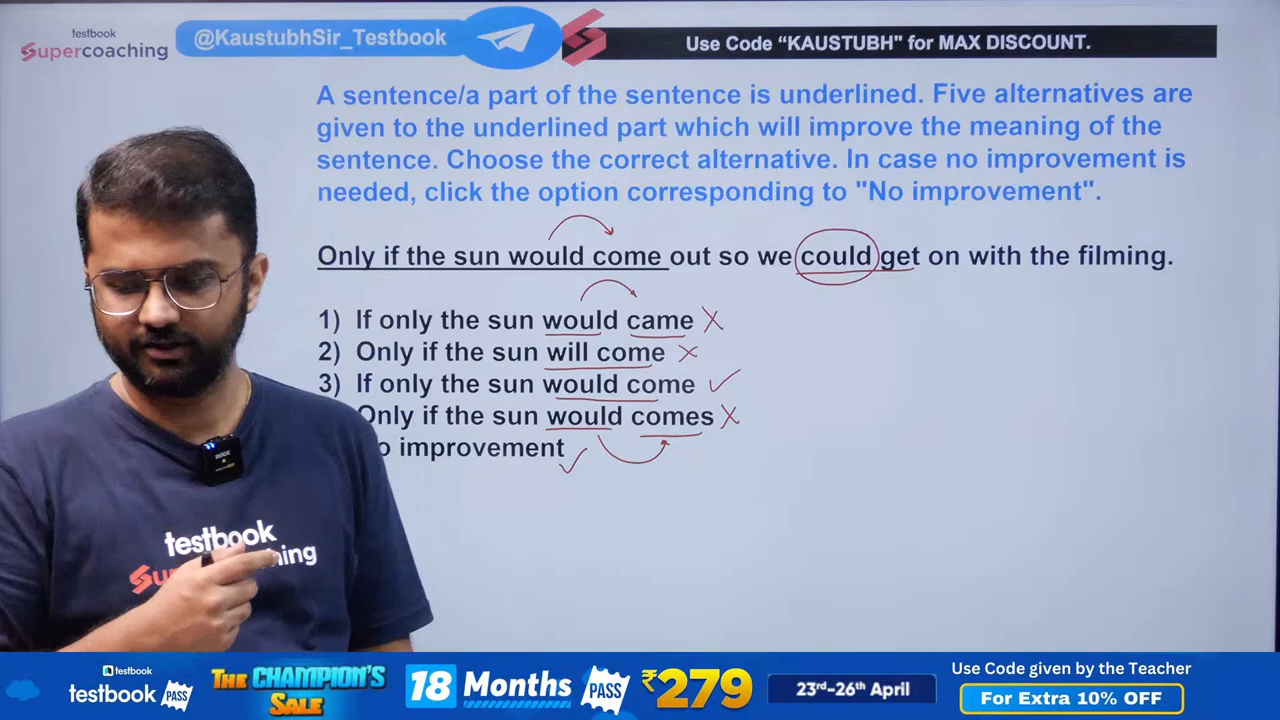 testbook
Supercoaching
@KaustubhSir_Testbook
Use Code “KAUSTUBH" for MAX DISCOUNT.
A sentence/a part of the sentence is underlined. Five alternatives are
given to the underlined part which will improve the meaning of the
sentence. Choose the correct alternative. In case no improvement is
needed, click the option corresponding to "No improvement".
Only if the sun would come out so we could get on with the filming.
1) If only the sun would came
2) Only if the sun will come
3) If only the sun would come
Only if the sun would comes
improvement
testbook
testbook
testbook PASS
THE CHAMPION'S
SALE
18 Months PASS ₹279
23rd-26th April
Use Code given by the Teacher
For Extra 10% OFF